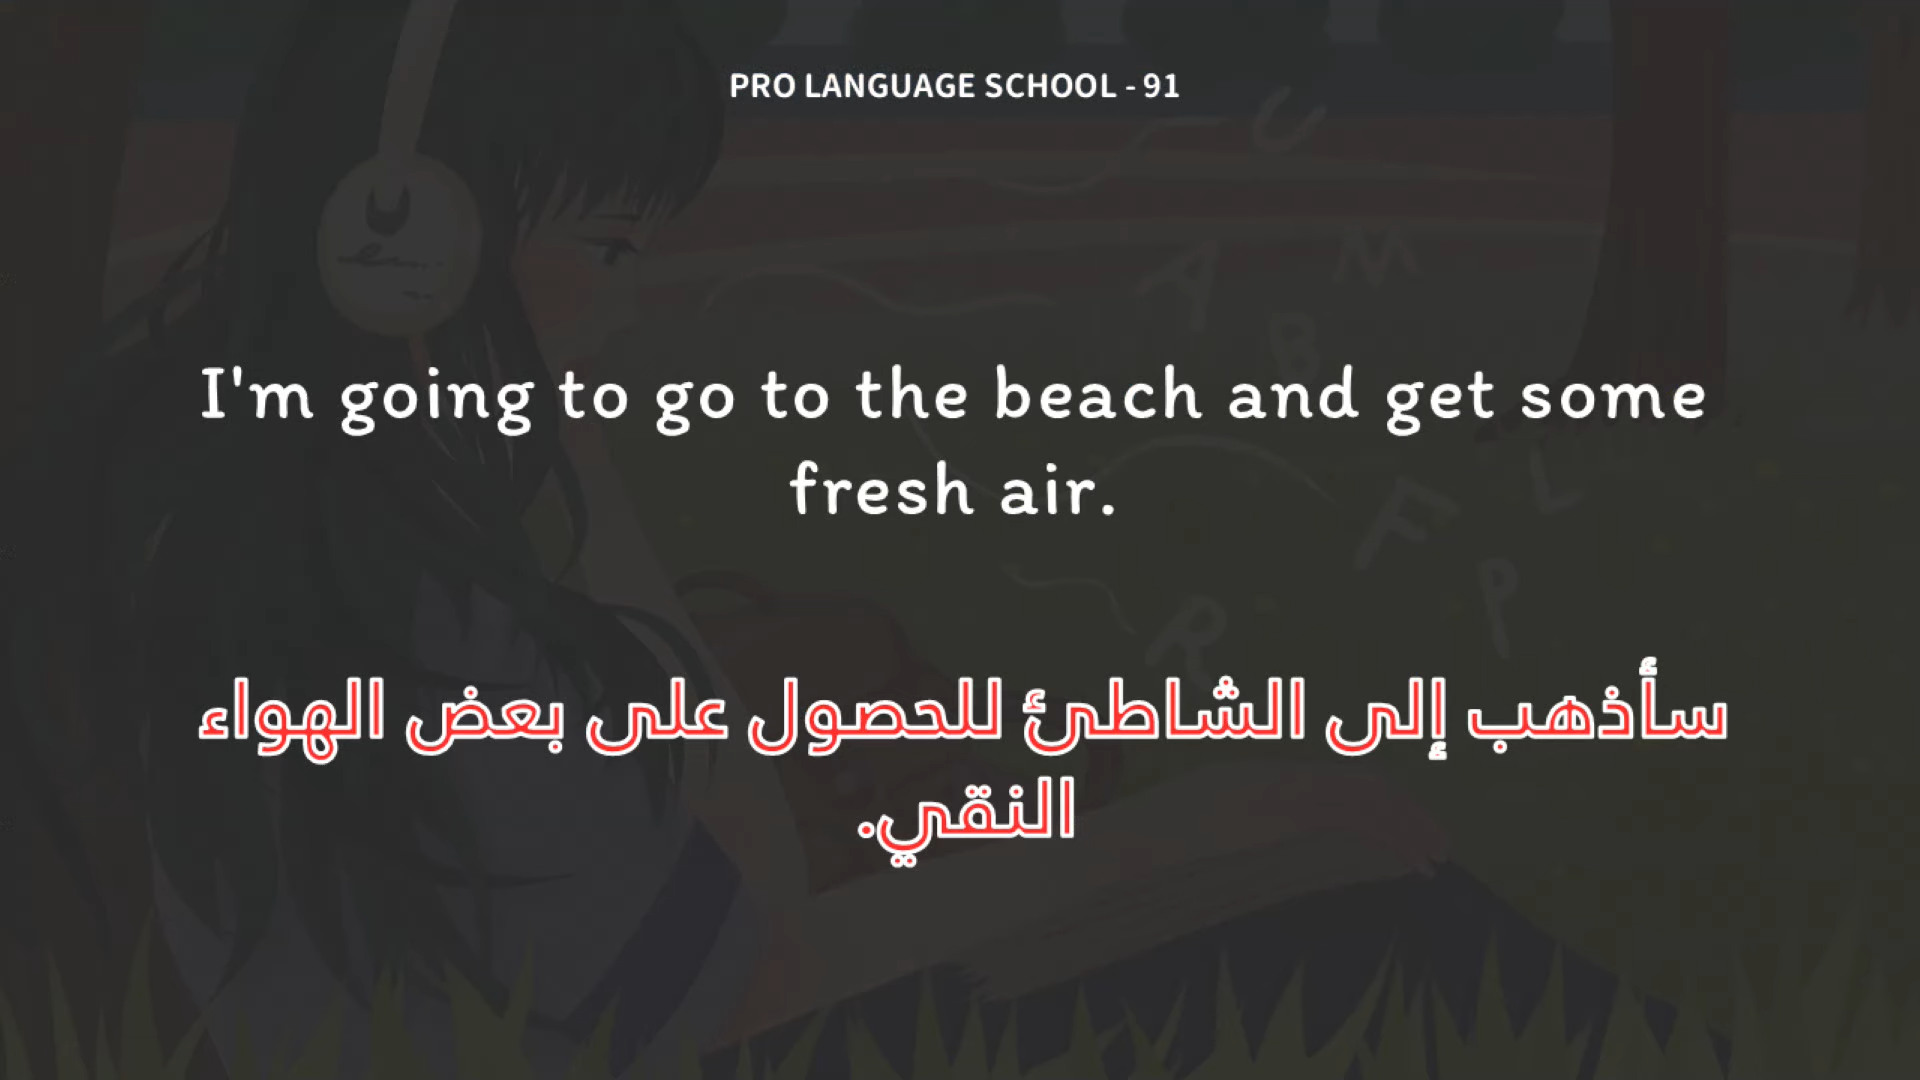 PRO LANGUAGE SCHOOL - 91
U
A M
B
I'm going to go to the beach and get some
fresh air.
L
F
P
R
سأذهب إلى الشاطئ للحصول على بعض الهواء
النقي.